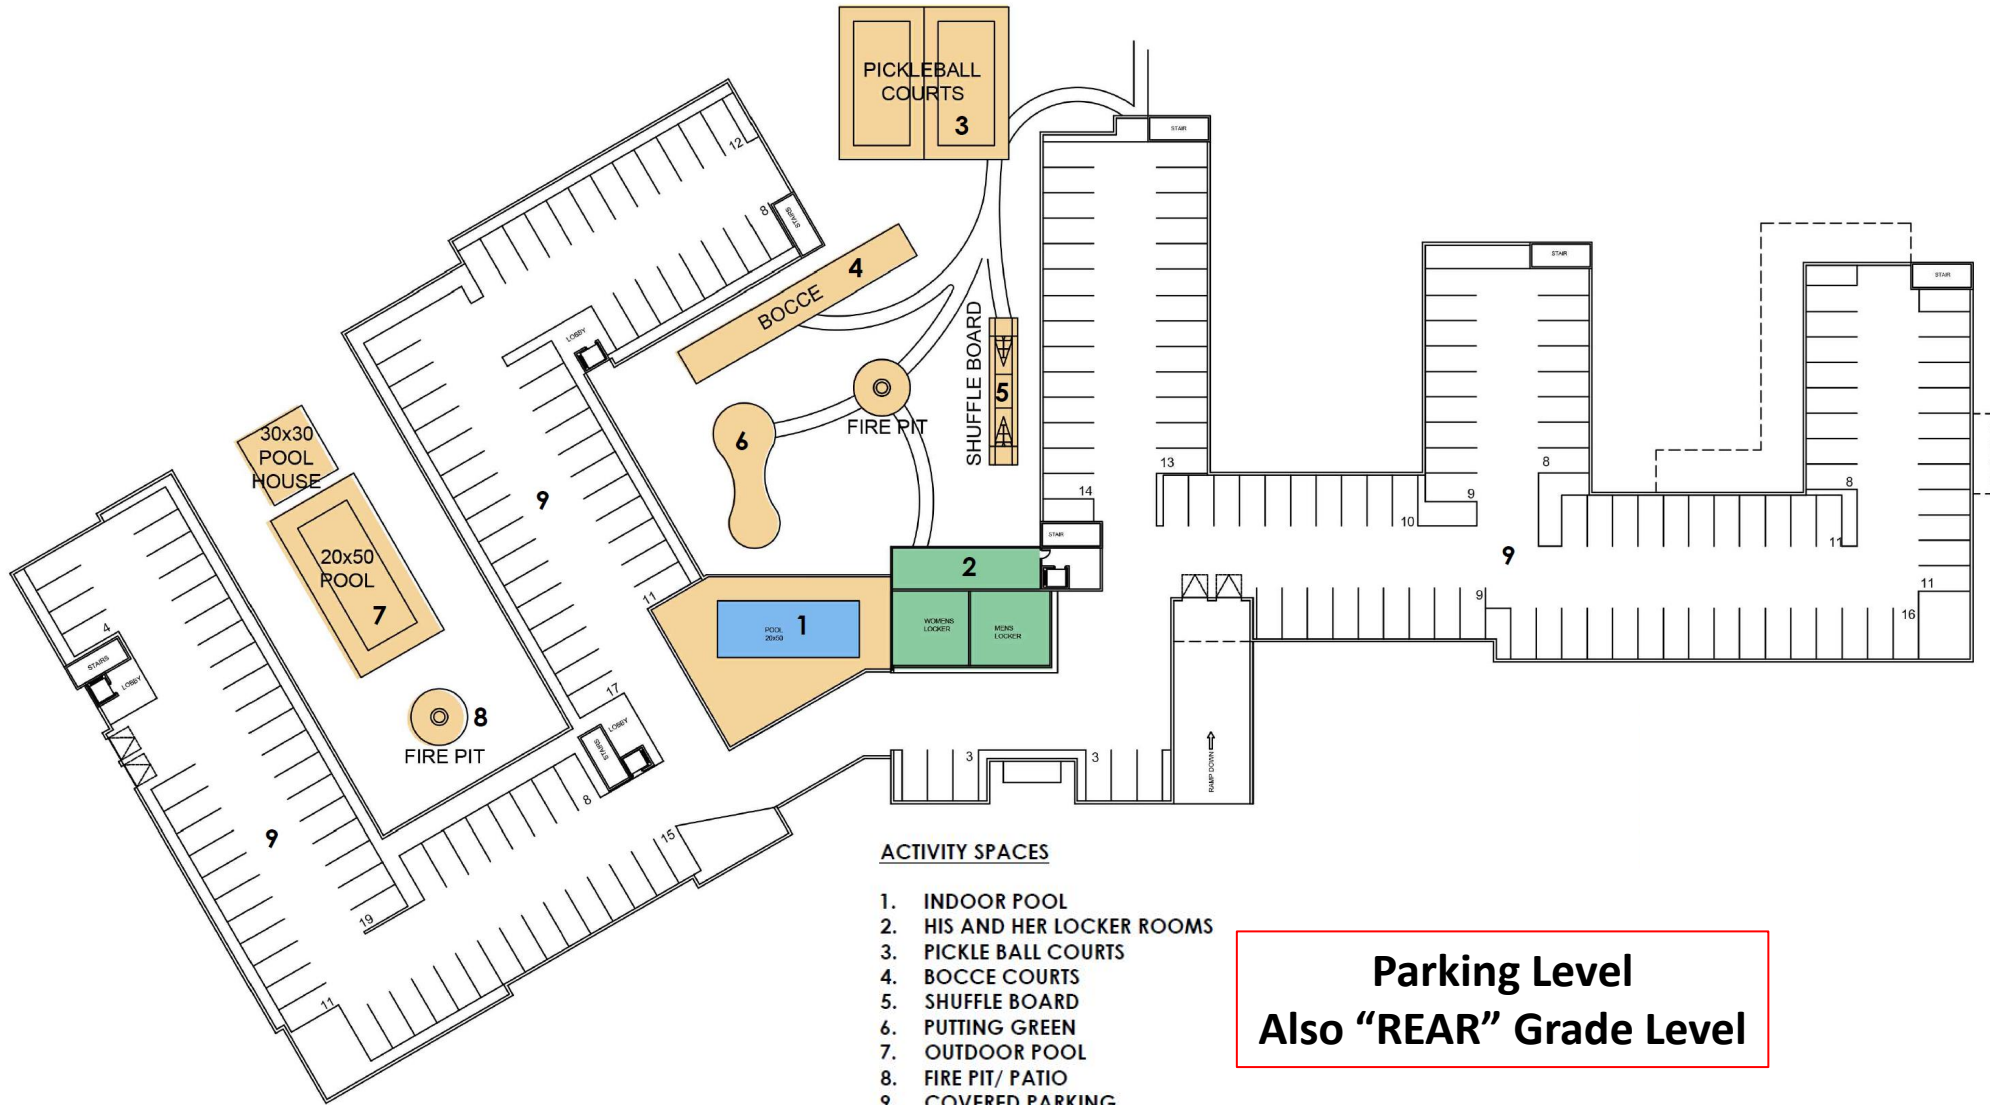 PICKLEBALL
COURTS
3
12
STAIR
8
STAIRS
4
BOCCE
STAIR
STAIR
LOBBY
SHUFFLE BOARD
5
FIRE PIT
6
30x30
POOL
HOUSE
9
13
14
10
9
8
8
11
9
20x50
POOL
7
STAIR
2
11
9
16
11
1
POOL
20x50
WOMENS
LOCKER
MENS
LOCKER
4
STAIRS
LOBBY
17
LOBBY
STAIRS
8
FIRE PIT
3
3
RAMP DOWN
8
15
9
19
11
ACTIVITY SPACES
1. INDOOR POOL
2. HIS AND HER LOCKER ROOMS
3. PICKLE BALL COURTS
4. BOCCE COURTS
5. SHUFFLE BOARD
6. PUTTING GREEN
7. OUTDOOR POOL
8. FIRE PIT/ PATIO
9. COVERED PARKING
Parking Level
Also “REAR” Grade Level